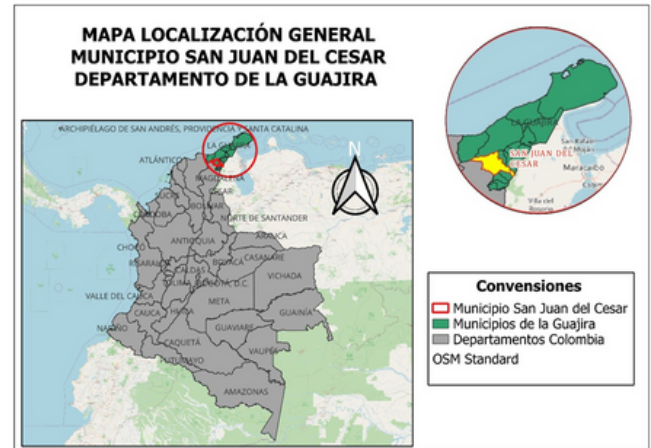 MAPA LOCALIZACIÓN GENERAL
MUNICIPIO SAN JUAN DEL CESAR
DEPARTAMENTO DE LA GUAJIRA
ARCHIPIÉLAGO DE SAN ANDRÉS, PROVIDENCIA Y SANTA CATALINA
LA GUAJIRA
ATLÁNTICO
MAGDALENA
CESAR
SUCRE
BOLÍVAR
CÓRDOBA
NORTE DE SANTANDER
ANTIOQUIA
ARAUCA
CHOCÓ
BOYACÁ
CASANARE
RISARALDA
CALDAS
VICHADA
TOLIMA
BOGOTÁ, D.C.
VALLE DEL CAUCA
META
CAUCA
HUILA
GUAINÍA
NARIÑO
GUAVIARE
CAQUETÁ
VAUPÉS
PUTUMAYO
AMAZONAS
N
LA GUAJIRA
San Rafael
SAN JUAN DEL
CESAR
Maracaibo
Villa del
Rosario
Convenciones
Municipio San Juan del Cesar
Municipios de la Guajira
Departamentos Colombia
OSM Standard